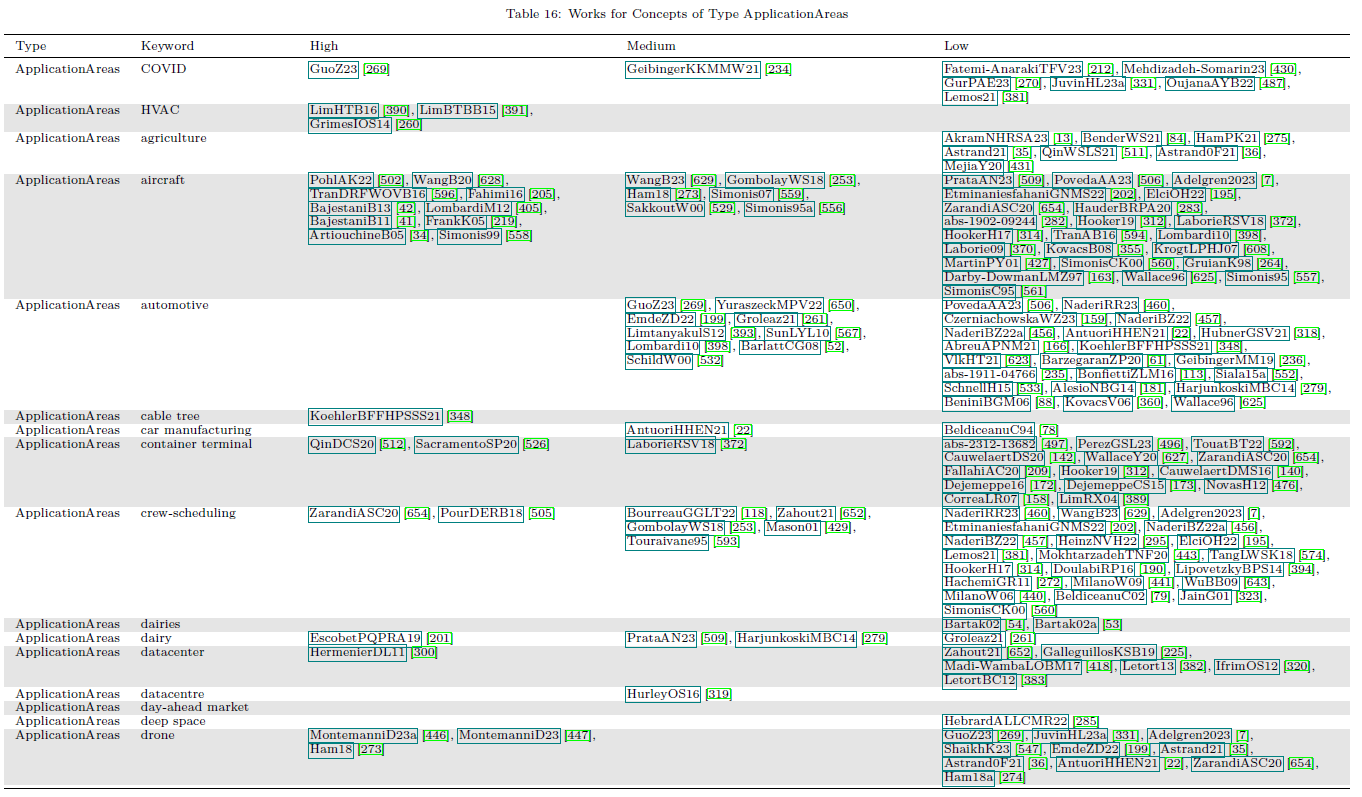 Table 16: Works for Concepts of Type ApplicationAreas
Type Keyword High Medium Low
ApplicationAreas COVID GuoZ23 [269] GeibingerKKMMW21 [234] Fatemi-AnarakiTFV23 [212], Mehdizadeh-Somarin23 [430],
GurPAE23 [270], JuvinHL23a [331], OujanaAYB22 [487],
Lemos21 [381]
ApplicationAreas HVAC LimHTB16 [390], LimBTBB15 [391],
GrimesIOS14 [260]
ApplicationAreas agriculture AkramNHRSA23 [13], BenderWS21 [84], HamPK21 [275],
Astrand21 [35], QinWSLS21 [511], Astrand0F21 [36],
MejiaY20 [431]
ApplicationAreas aircraft PohlAK22 [502], WangB20 [628], WangB23 [629], GombolayWS18 [253], PrataAN23 [509], PovedaAA23 [506], Adelgren2023 [7],
TranDRFWOVB16 [596], Fahimi16 [205], Ham18 [273], Simonis07 [559], EtminaniesfahaniGNMS22 [202], ElciOH22 [195],
BajestaniB13 [42], LombardiM12 [405], SakkoutW00 [529], Simonis95a [556] ZarandiASC20 [654], HauderBRPA20 [283],
BajestaniB11 [41], FrankK05 [219], abs-1902-09244 [282], Hooker19 [312], LaborieRSV18 [372],
ArtiouchineB05 [34], Simonis99 [558] HookerH17 [314], TranAB16 [594], Lombardi10 [398],
Laborie09 [370], KovacsB08 [355], KrogtLPHJ07 [608],
MartinPY01 [427], SimonisCK00 [560], GruianK98 [264],
Darby-DowmanLMZ97 [163], Wallace96 [625], Simonis95 [557],
SimonisC95 [561]
ApplicationAreas automotive GuoZ23 [269], YuraszeckMPV22 [650], PovedaAA23 [506], NaderiRR23 [460],
EmdeZD22 [199], Groleaz21 [261], CzerniachowskaWZ23 [159], NaderiBZ22 [457],
LimtanyakulS12 [393], SunLYL10 [567], NaderiBZ22a [456], AntuoriHHEN21 [22], HubnerGSV21 [318],
Lombardi10 [398], BarlattCG08 [52], AbreuAPNM21 [166], KoehlerBFFHPSSS21 [348],
SchildW00 [532] VlkHT21 [623], BarzegaranZP20 [61], GeibingerMM19 [236],
abs-1911-04766 [235], BonfiettiZLM16 [113], Siala15a [552],
SchnellH15 [533], AlesioNBG14 [181], HarjunkoskiMBC14 [279],
BeniniBGM06 [88], KovacsV06 [360], Wallace96 [625]
ApplicationAreas cable tree KoehlerBFFHPSSS21 [348]
ApplicationAreas car manufacturing AntuoriHHEN21 [22] BeldiceanuC94 [78]
ApplicationAreas container terminal QinDCS20 [512], SacramentoSP20 [526] LaborieRSV18 [372] abs-2312-13682 [497], PerezGSL23 [496], TouatBT22 [592],
CauwelaertDS20 [142], WallaceY20 [627], ZarandiASC20 [654],
FallahiAC20 [209], Hooker19 [312], CauwelaertDMS16 [140],
Dejemeppe16 [172], DejemeppeCS15 [173], NovasH12 [476],
CorreaLR07 [158], LimRX04 [389]
ApplicationAreas crew-scheduling ZarandiASC20 [654], PourDERB18 [505] BourreauGGLT22 [118], Zahout21 [652], NaderiRR23 [460], WangB23 [629], Adelgren2023 [7],
GombolayWS18 [253], Mason01 [429], EtminaniesfahaniGNMS22 [202], NaderiBZ22a [456],
Touraivane95 [593] NaderiBZ22 [457], HeinzNVH22 [295], ElciOH22 [195],
Lemos21 [381], MokhtarzadehTNF20 [443], TangLWSK18 [574],
HookerH17 [314], DoulabiRP16 [190], LipovetzkyBPS14 [394],
HachemiGR11 [272], MilanoW09 [441], WuBB09 [643],
MilanoW06 [440], BeldiceanuC02 [79], JainG01 [323],
SimonisCK00 [560]
ApplicationAreas dairies Bartak02 [54], Bartak02a [53]
ApplicationAreas dairy EscobetPQPRA19 [201] PrataAN23 [509], HarjunkoskiMBC14 [279] Groleaz21 [261]
ApplicationAreas datacenter HermenierDL11 [300] Zahout21 [652], GalleguillosKSB19 [225],
Madi-WambaLOBM17 [418], Letort13 [382], IfrimOS12 [320],
LetortBC12 [383]
ApplicationAreas datacentre HurleyOS16 [319]
ApplicationAreas day-ahead market
ApplicationAreas deep space HebrardALLCMR22 [285]
ApplicationAreas drone MontemanniD23a [446], MontemanniD23 [447], GuoZ23 [269], JuvinHL23a [331], Adelgren2023 [7],
Ham18 [273] ShaikhK23 [547], EmdeZD22 [199], Astrand21 [35],
Astrand0F21 [36], AntuoriHHEN21 [22], ZarandiASC20 [654],
Ham18a [274]